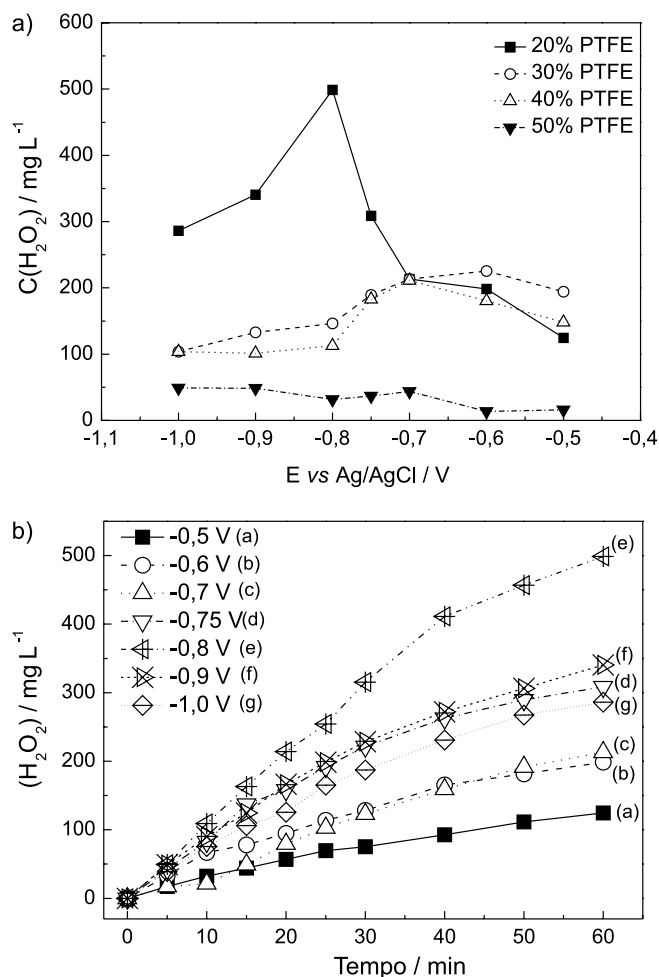 a)
600
500
400
300
200
100
0
C(H₂O₂) / mg L⁻¹
20% PTFE
30% PTFE
40% PTFE
50% PTFE
-1,1 -1,0 -0,9 -0,8 -0,7 -0,6 -0,5 -0,4
E vs Ag/AgCl / V
b)
500
400
300
200
100
0
(H₂O₂) / mg L⁻¹
-0,5 V (a)
-0,6 V (b)
-0,7 V (c)
-0,75 V(d)
-0,8 V (e)
-0,9 V (f)
-1,0 V (g)
(e)
(f)
(d)
(g)
(c)
(b)
(a)
0 10 20 30 40 50 60
Tempo / min